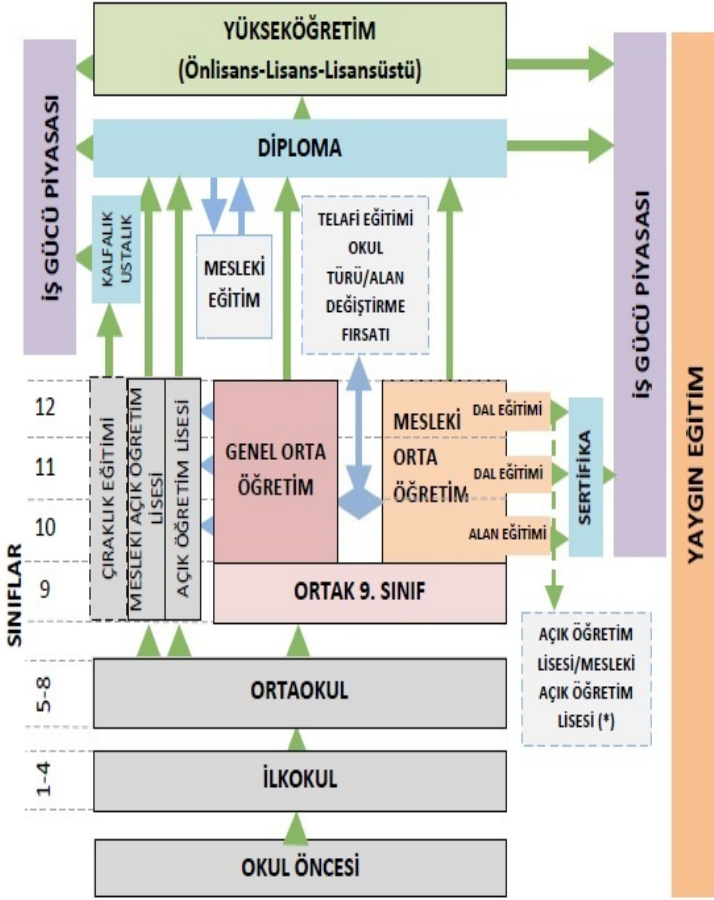 YÜKSEKÖĞRETİM
(Önlisans-Lisans-Lisansüstü)
İŞ GÜCÜ PİYASASI
DİPLOMA
KALFALIK
USTALIK
MESLEKİ
EĞİTİM
TELAFİ EĞİTİMİ
OKUL
TÜRÜ/ALAN
DEĞİŞTİRME
FIRSATI
İŞ GÜCÜ PİYASASI
YAYGIN EĞİTİM
SINIFLAR
12
11
10
9
5-8
1-4
ÇIRAKLIK EĞİTİMİ
MESLEKİ AÇIK ÖĞRETİM
LİSESİ
AÇIK ÖĞRETİM LİSESİ
GENEL ORTA
ÖĞRETİM
MESLEKİ
ORTA
ÖĞRETİM
DAL EĞİTİMİ
DAL EĞİTİMİ
ALAN EĞİTİMİ
SERTİFİKA
ORTAK 9. SINIF
AÇIK ÖĞRETİM
LİSESİ/MESLEKİ
AÇIK ÖĞRETİM
LİSESİ (*)
ORTAOKUL
İLKOKUL
OKUL ÖNCESİ